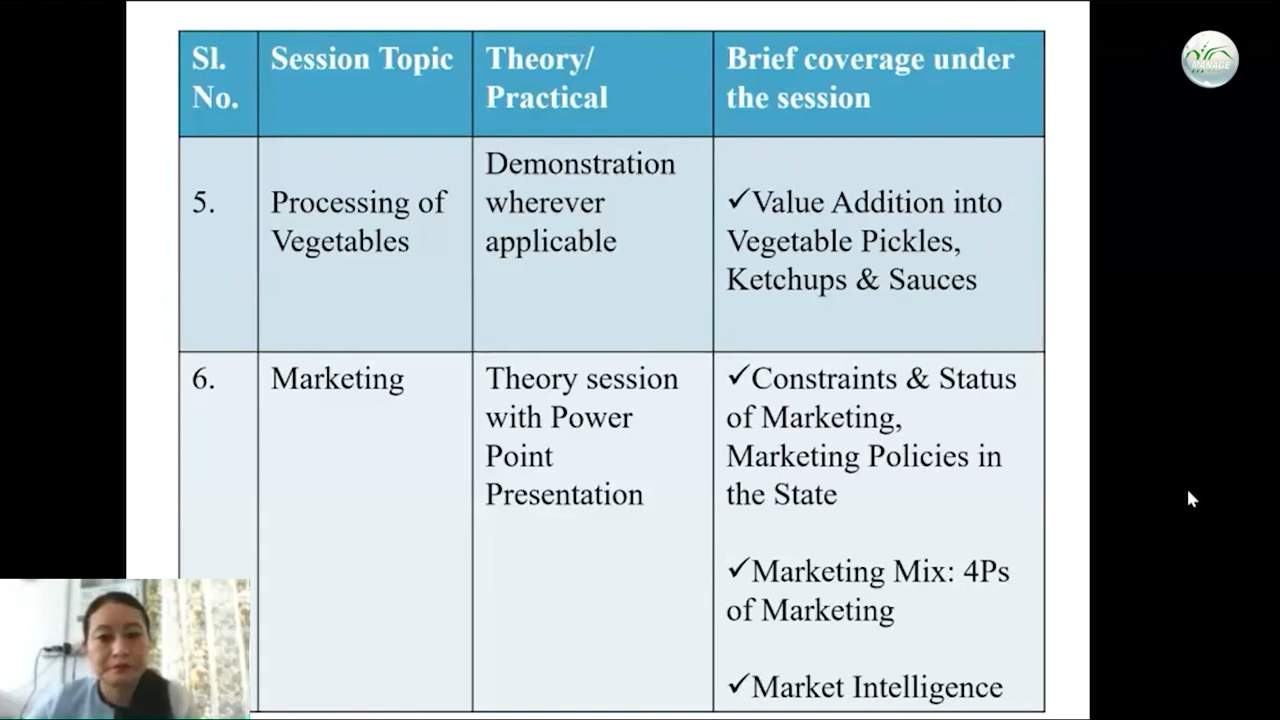 Sl. No.
Session Topic
Theory/ Practical
Brief coverage under the session
5.
Processing of
Vegetables
Demonstration
wherever
applicable
✓Value Addition into
Vegetable Pickles,
Ketchups & Sauces
6.
Marketing
Theory session
with Power
Point
Presentation
✓Constraints & Status
of Marketing,
Marketing Policies in
the State
✓Marketing Mix: 4Ps
of Marketing
✓Market Intelligence
MANAGE